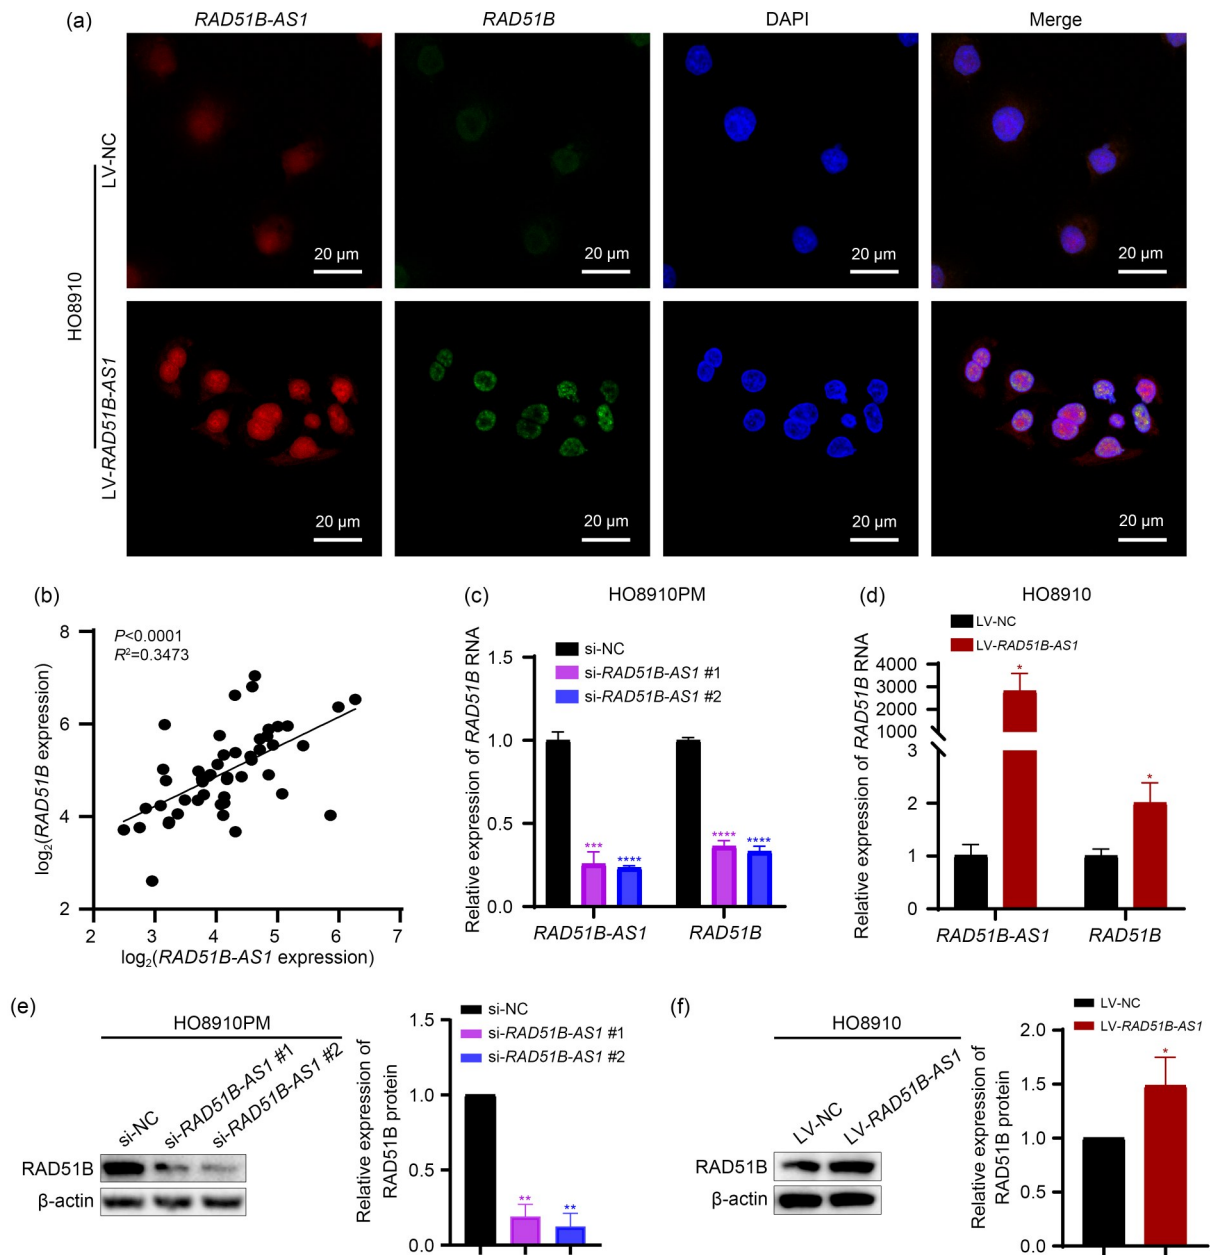 (a)
RAD51B-AS1
RAD51B
DAPI
Merge
HO8910
LV-NC
20 µm
20 µm
20 µm
20 µm
LV-RAD51B-AS1
20 µm
20 µm
20 µm
20 µm
(b)
P<0.0001
R²=0.3473
log₂(RAD51B expression)
8
6
4
2
2 3 4 5 6 7
log₂(RAD51B-AS1 expression)
(c)
HO8910PM
si-NC
si-RAD51B-AS1 #1
si-RAD51B-AS1 #2
Relative expression of RAD51B RNA
1.5
1.0
0.5
0.0
*** ****
**** ****
RAD51B-AS1 RAD51B
(d)
HO8910
LV-NC
LV-RAD51B-AS1
Relative expression of RAD51B RNA
4000
3000
2000
1000
3
2
1
0
*
*
RAD51B-AS1 RAD51B
(e)
HO8910PM
si-NC
si-RAD51B-AS1 #1
si-RAD51B-AS1 #2
RAD51B
β-actin
si-NC
si-RAD51B-AS1 #1
si-RAD51B-AS1 #2
Relative expression of
RAD51B protein
1.5
1.0
0.5
0.0
** **
(f)
HO8910
LV-NC
LV-RAD51B-AS1
RAD51B
β-actin
LV-NC
LV-RAD51B-AS1
Relative expression of
RAD51B protein
2.0
1.5
1.0
0.5
0.0
*